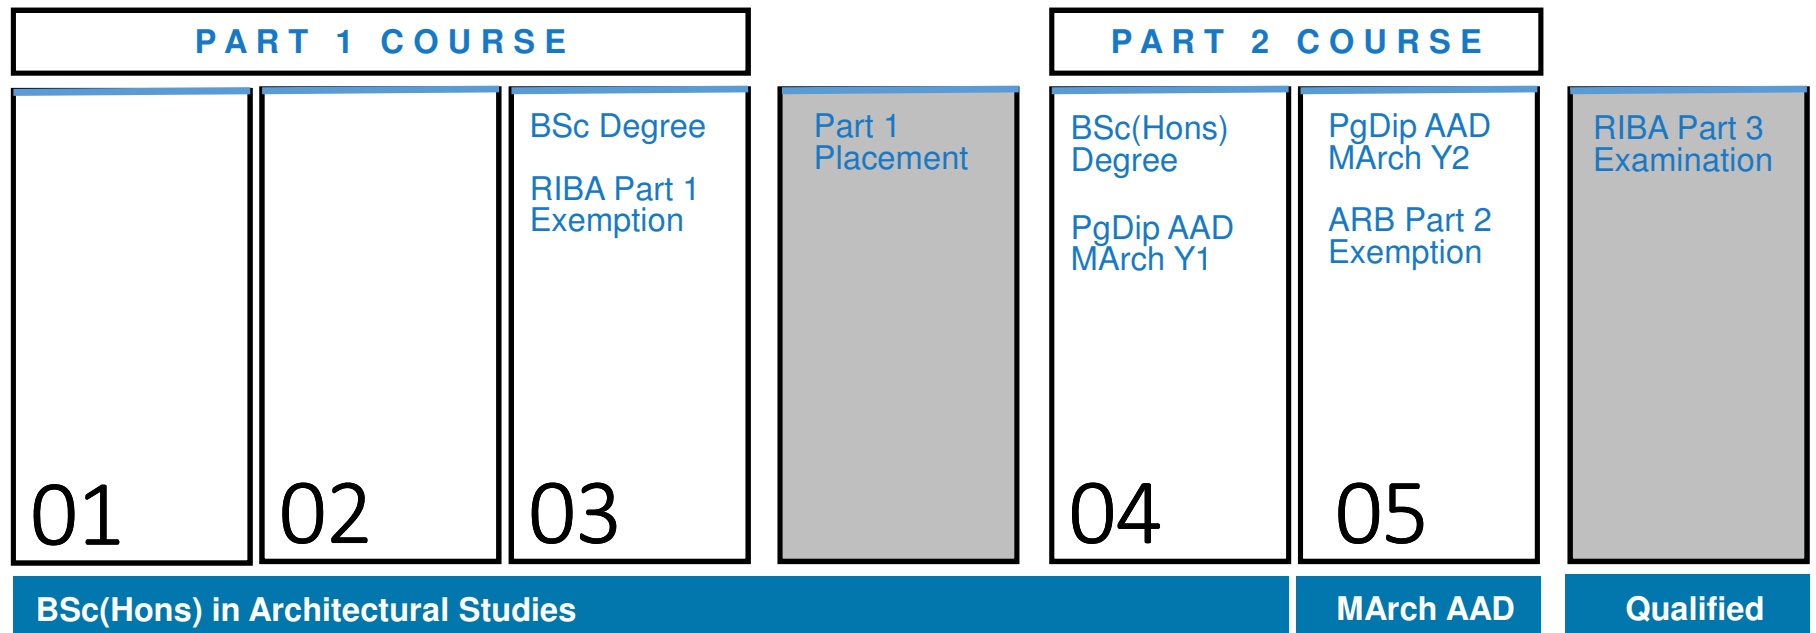 PART 1 COURSE
PART 2 COURSE
BSc Degree
RIBA Part 1
Exemption
Part 1
Placement
BSc(Hons)
Degree
PgDip AAD
MArch Y1
PgDip AAD
MArch Y2
ARB Part 2
Exemption
RIBA Part 3
Examination
01
02
03
04
05
BSc(Hons) in Architectural Studies
MArch AAD
Qualified